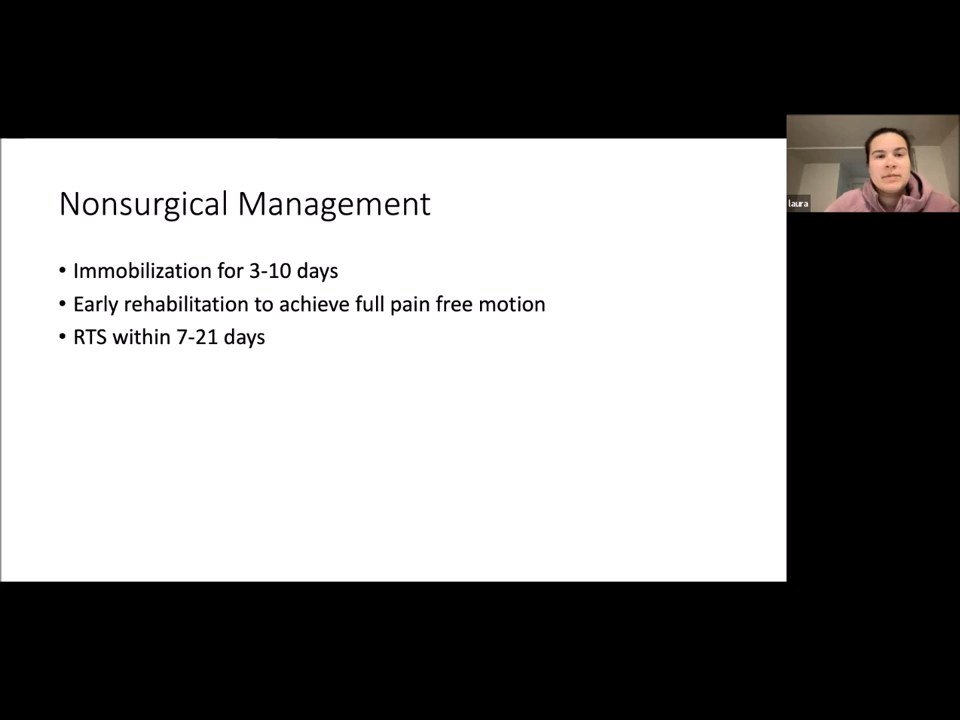 Nonsurgical Management
• Immobilization for 3-10 days
• Early rehabilitation to achieve full pain free motion
• RTS within 7-21 days
laura